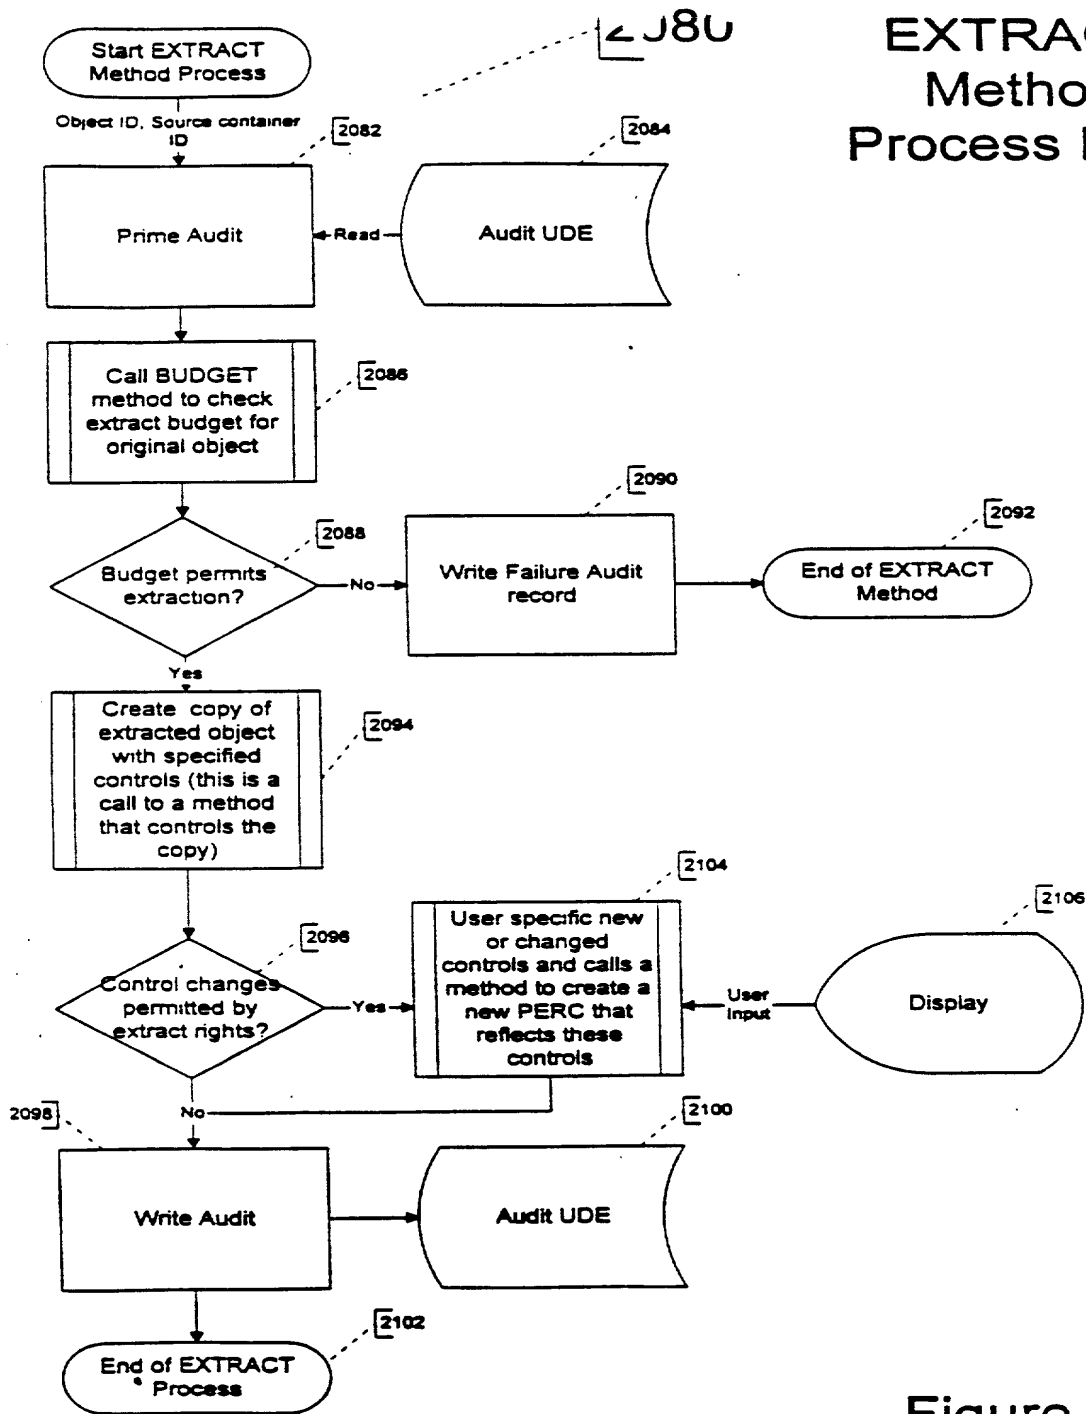 2080
EXTRAC
Metho
Process
Start EXTRACT
Method Process
Object ID, Source container
ID
2082
2084
Prime Audit
Read
Audit UDE
Call BUDGET
method to check
extract budget for
original object
2086
2088
2090
2092
Budget permits
extraction?
No
Write Failure Audit
record
End of EXTRACT
Method
Yes
Create copy of
extracted object
with specified
controls (this is a
call to a method
that controls the
copy)
2094
2096
2104
2106
Control changes
permitted by
extract rights?
Yes
User specific new
or changed
controls and calls a
method to create a
new PERC that
reflects these
controls
User
Input
Display
No
2098
2100
Write Audit
Audit UDE
2102
End of EXTRACT
Process
Figure